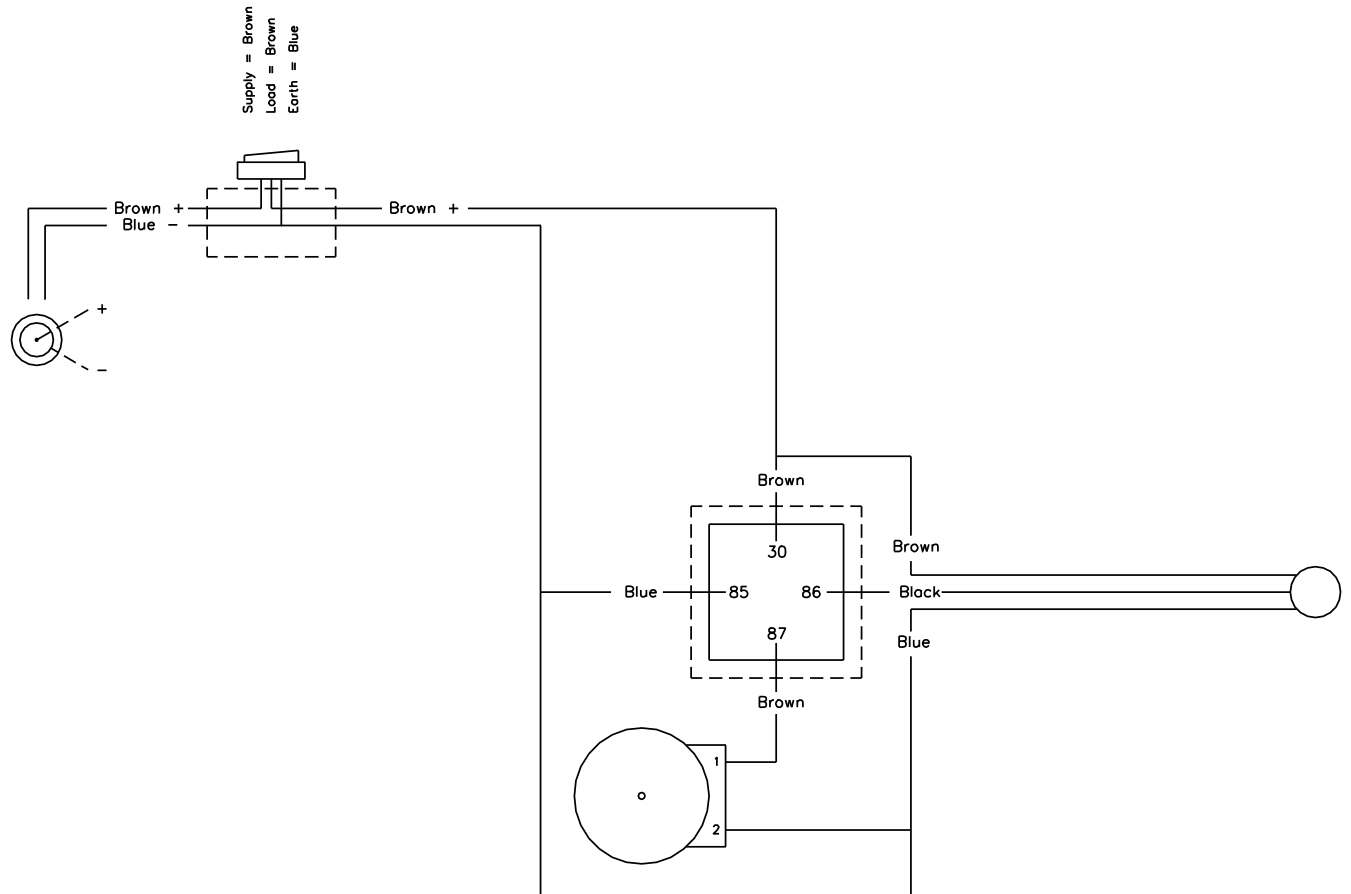 Supply = Brown
Load = Brown
Earth = Blue
Brown +
Blue -
Brown +
+
-
Brown
30
Brown
Blue
85
86
Black
87
Blue
Brown
1
2